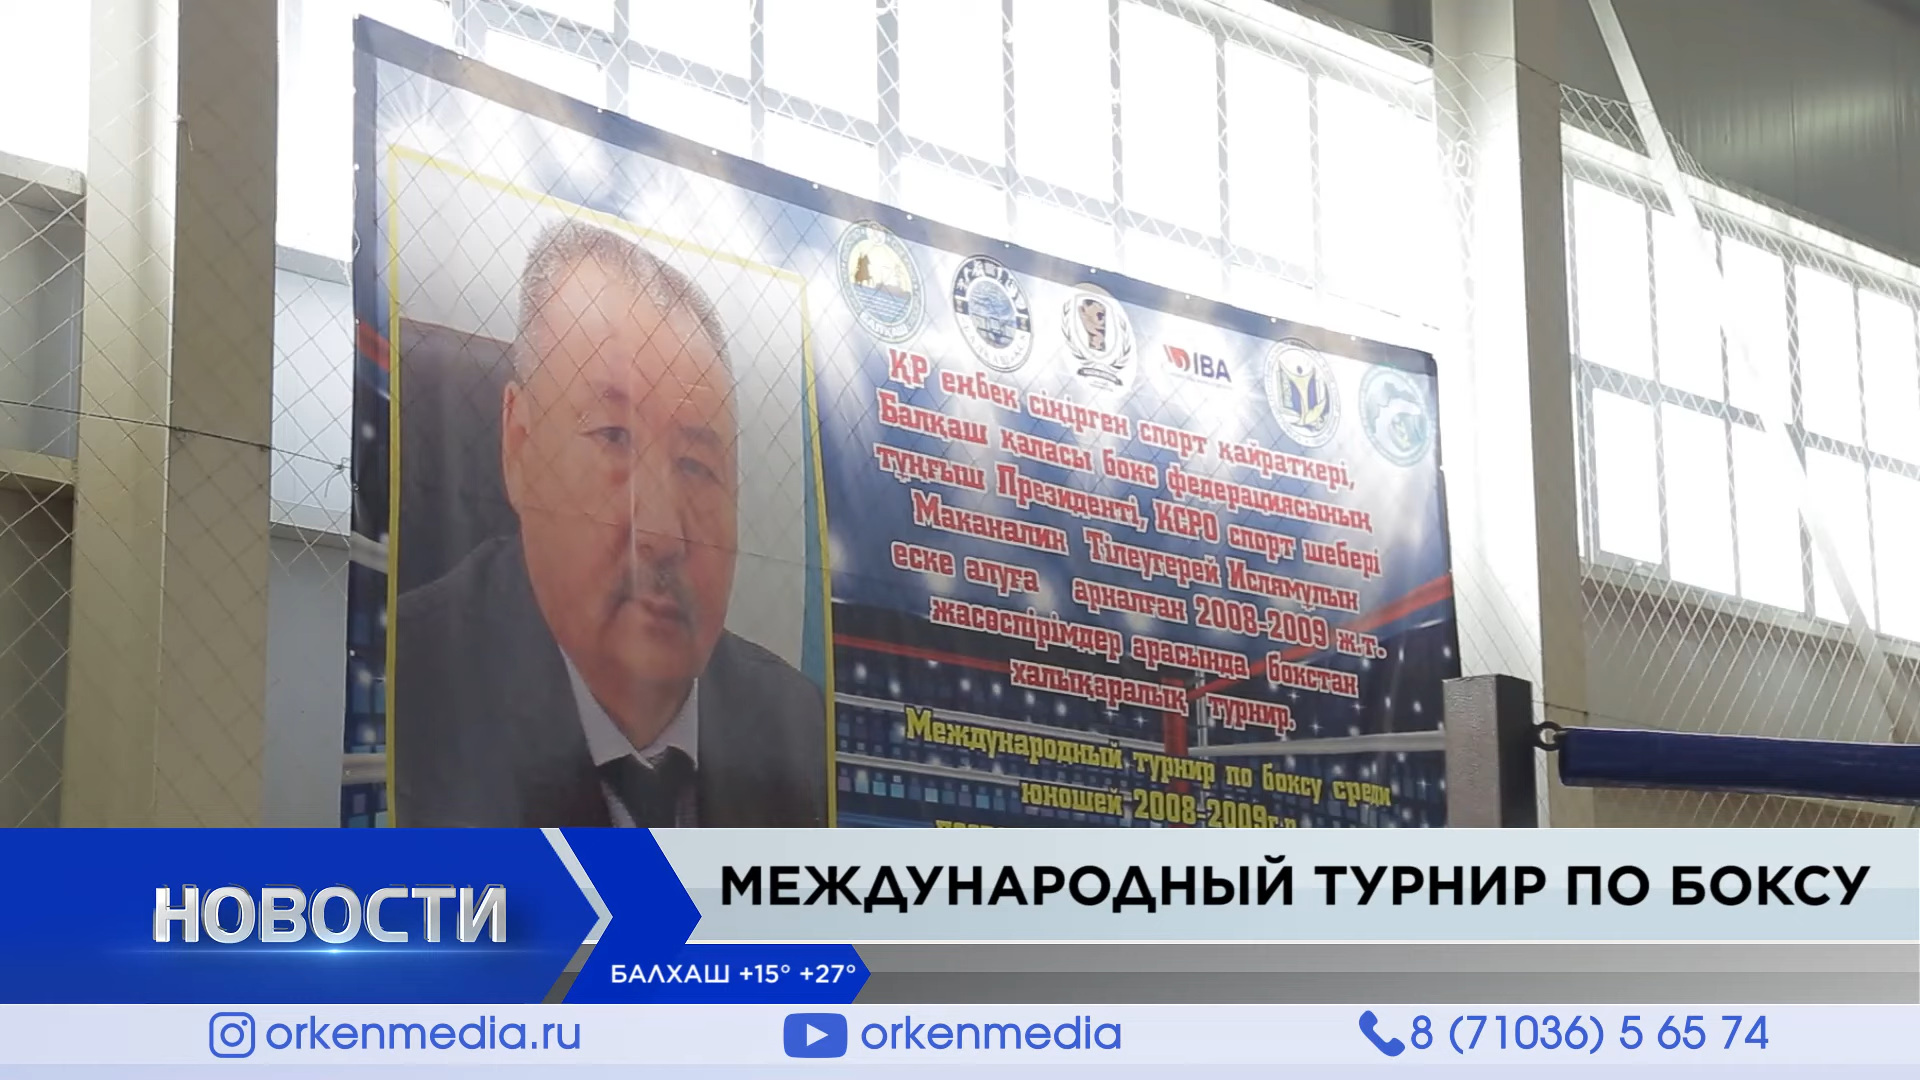 БАЛҚАШ
IBA
ҚР еңбек сіңірген спорт қайраткері,
Балқаш қаласы бокс федерациясының
тұңғыш Президенті, КСРО спорт шебері
Маканалин Тілеутерей Ислямұлын
еске алуға арналған 2008-2009 ж.т.
жасөспірімдер арасында бокстан
халықаралық турнир.
Международный турнир по боксу среди
юношей 2008-2009г.р.
НОВОСТИ
МЕЖДУНАРОДНЫЙ ТУРНИР ПО БОКСУ
БАЛХАШ +15° +27°
orkenmedia.ru
orkenmedia
8 (71036) 5 65 74